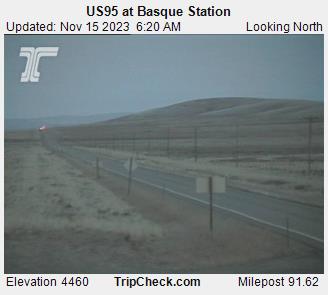 US95 at Basque Station
Updated: Nov 15 2023 6:20 AM Looking North
Elevation 4460 TripCheck.com Milepost 91.62